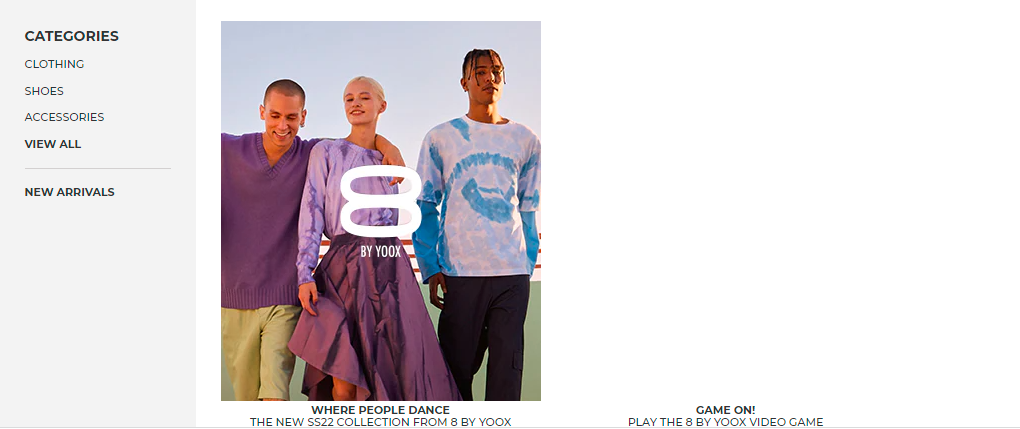 CATEGORIES
CLOTHING
SHOES
ACCESSORIES
VIEW ALL
NEW ARRIVALS
8
BY YOOX
WHERE PEOPLE DANCE
THE NEW SS22 COLLECTION FROM 8 BY YOOX
GAME ON!
PLAY THE 8 BY YOOX VIDEO GAME